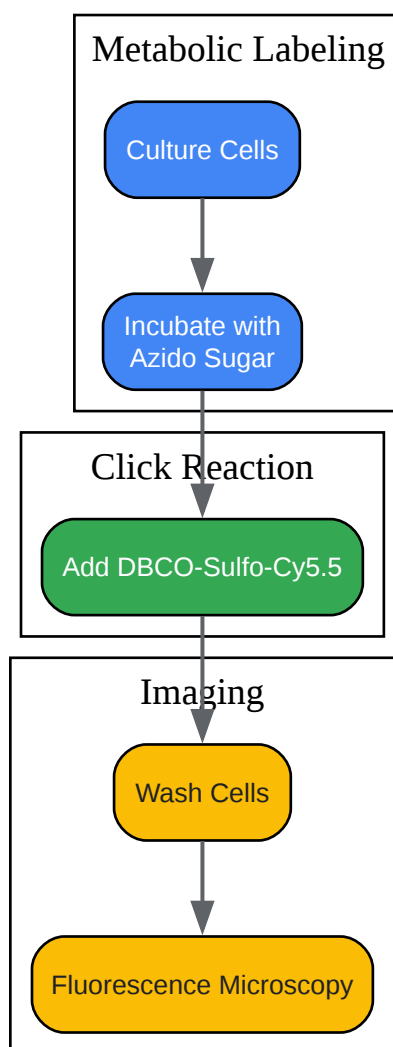 Metabolic Labeling
Culture Cells
Incubate with
Azido Sugar
Click Reaction
Add DBCO-Sulfo-Cy5.5
Imaging
Wash Cells
Fluorescence Microscopy